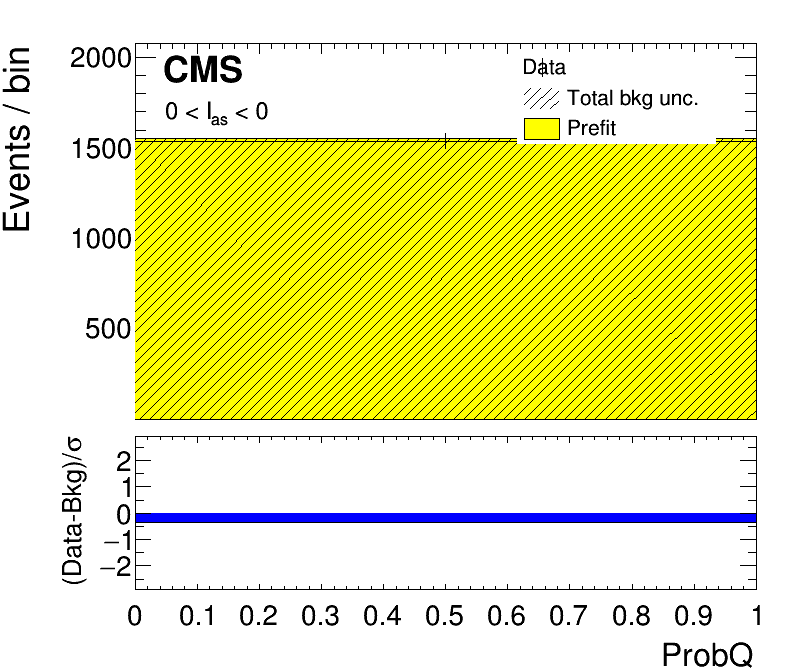 Events / bin
2000
1500
1000
500
CMS
0 < I_as < 0
Data
Total bkg unc.
Prefit
(Data-Bkg)/σ
2
1
0
−1
−2
0 0.1 0.2 0.3 0.4 0.5 0.6 0.7 0.8 0.9 1
ProbQ